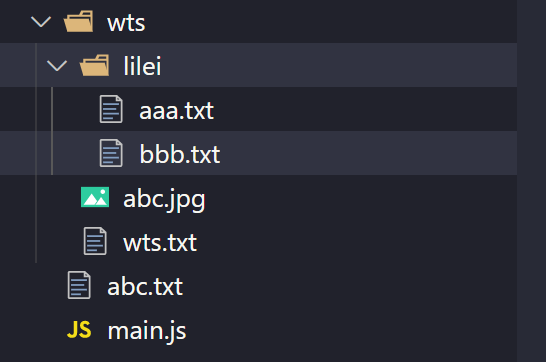 wts
lilei
aaa.txt
bbb.txt
abc.jpg
wts.txt
abc.txt
JS main.js